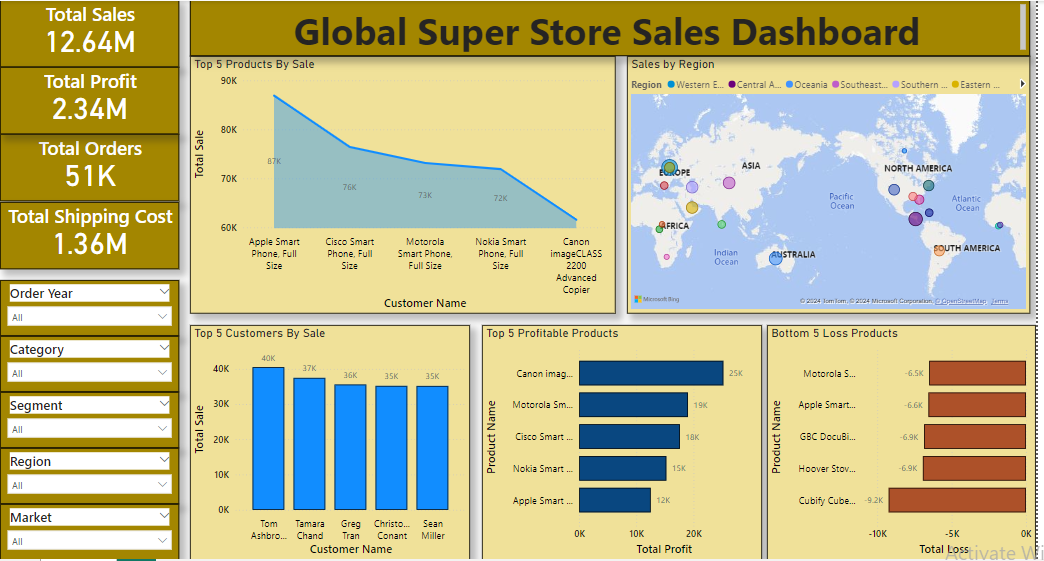 Total Sales
12.64M
Total Profit
2.34M
Total Orders
51K
Total Shipping Cost
1.36M
Order Year
All
Category
All
Segment
All
Region
All
Market
All
Global Super Store Sales Dashboard
Top 5 Products By Sale
Total Sale
90K
80K
70K
60K
87K
76K
73K
72K
Apple Smart
Phone, Full
Size
Cisco Smart
Phone, Full
Size
Motorola
Smart Phone,
Full Size
Nokia Smart
Phone, Full
Size
Canon
imageCLASS
2200
Advanced
Copier
Customer Name
Sales by Region
Region Western E... Central A... Oceania Southeast... Southern ... Eastern ...
EUROPE
ASIA
NORTH AMERICA
Pacific
Ocean
Atlantic
Ocean
AFRICA
Indian
Ocean
AUSTRALIA
SOUTH AMERICA
Microsoft Bing
© 2024 TomTom, © 2024 Microsoft Corporation, © OpenStreetMap Terms
Top 5 Customers By Sale
Total Sale
40K
30K
20K
10K
0K
40K
37K
36K
35K
35K
Tom
Ashbro...
Tamara
Chand
Greg
Tran
Christo...
Conant
Sean
Miller
Customer Name
Top 5 Profitable Products
Product Name
Canon imag... 25K
Motorola Sm... 19K
Cisco Smart ... 18K
Nokia Smart ... 15K
Apple Smart ... 12K
0K 10K 20K
Total Profit
Bottom 5 Loss Products
Product Name
Motorola S... -6.5K
Apple Smart... -6.6K
GBC DocuBi... -6.9K
Hoover Stov... -6.9K
Cubify Cube... -9.2K
-10K -5K 0K
Total Loss
Activate Wi